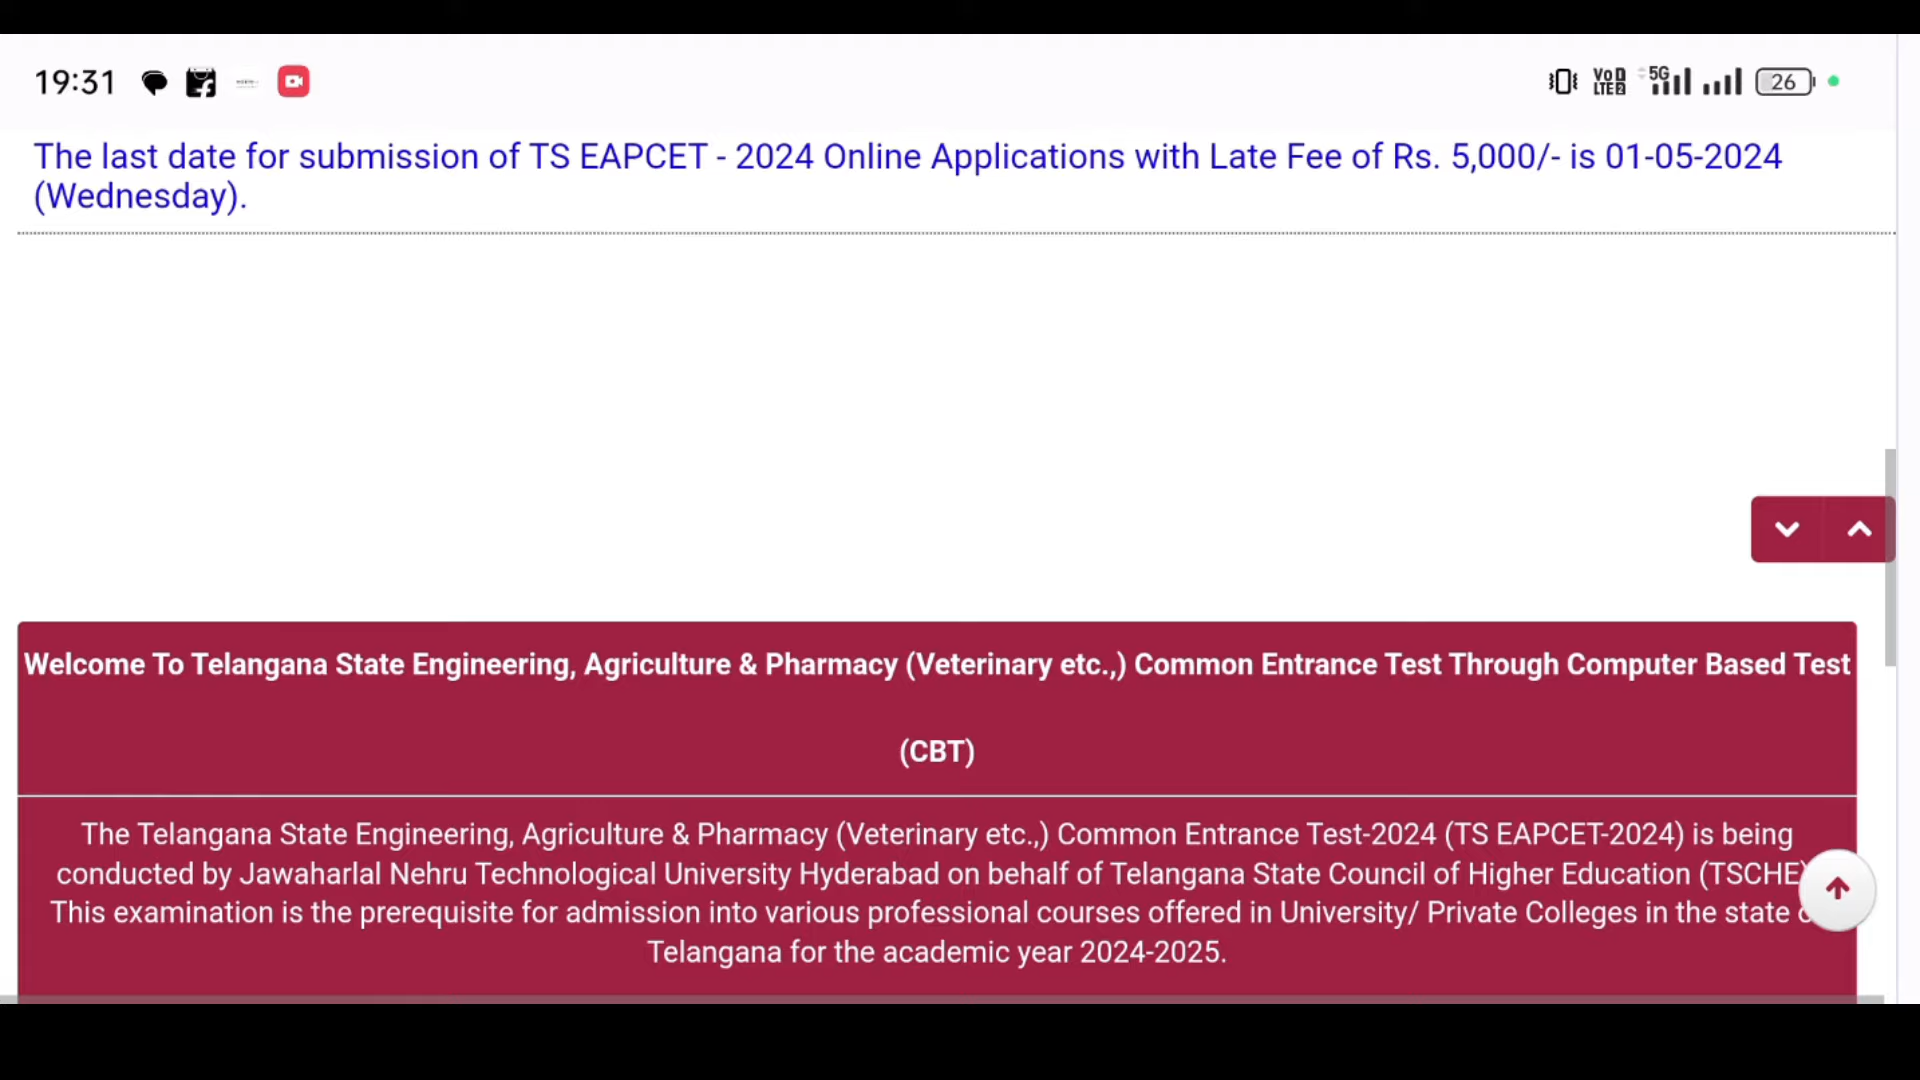 19:31
Vo 1
LTE 2
5G
26
The last date for submission of TS EAPCET - 2024 Online Applications with Late Fee of Rs. 5,000/- is 01-05-2024
(Wednesday).
Welcome To Telangana State Engineering, Agriculture & Pharmacy (Veterinary etc.,) Common Entrance Test Through Computer Based Test
(CBT)
The Telangana State Engineering, Agriculture & Pharmacy (Veterinary etc.,) Common Entrance Test-2024 (TS EAPCET-2024) is being
conducted by Jawaharlal Nehru Technological University Hyderabad on behalf of Telangana State Council of Higher Education (TSCHE)
This examination is the prerequisite for admission into various professional courses offered in University/ Private Colleges in the state
Telangana for the academic year 2024-2025.